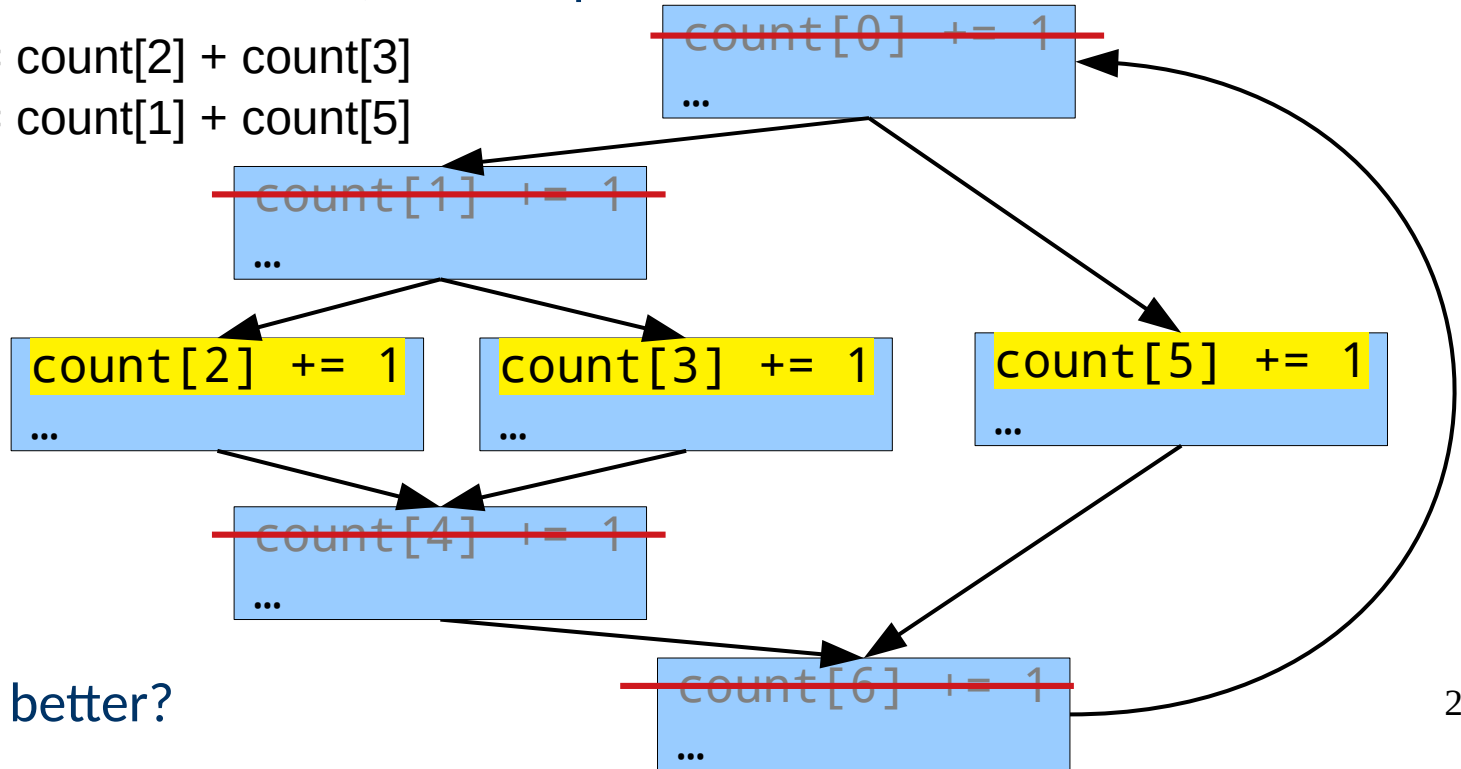 count[0] += 1
...
= count[2] + count[3]
= count[1] + count[5]
count[1] += 1
...
count[2] += 1
...
count[3] += 1
...
count[5] += 1
...
count[4] += 1
...
count[6] += 1
...
better?
2